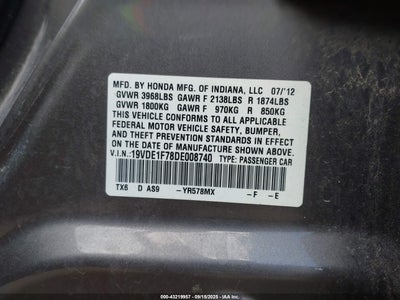 MFD. BY HONDA MFG. OF INDIANA, LLC 07/'12
GVWR 3968LBS GAWR F 2138LBS R 1874LBS
GVWR 1800KG GAWR F 970KG R 850KG
THIS VEHICLE CONFORMS TO ALL APPLICABLE
FEDERAL MOTOR VEHICLE SAFETY, BUMPER,
AND THEFT PREVENTION STANDARDS IN EFFECT
ON THE DATE OF MANUFACTURE SHOWN ABOVE.
V.I.N.: 19VDE1F78DE008740 TYPE: PASSENGER CAR
TX6 D AS9 -YR578MX -F -E
000-43219957 - 09/15/2025 - IAA Inc.